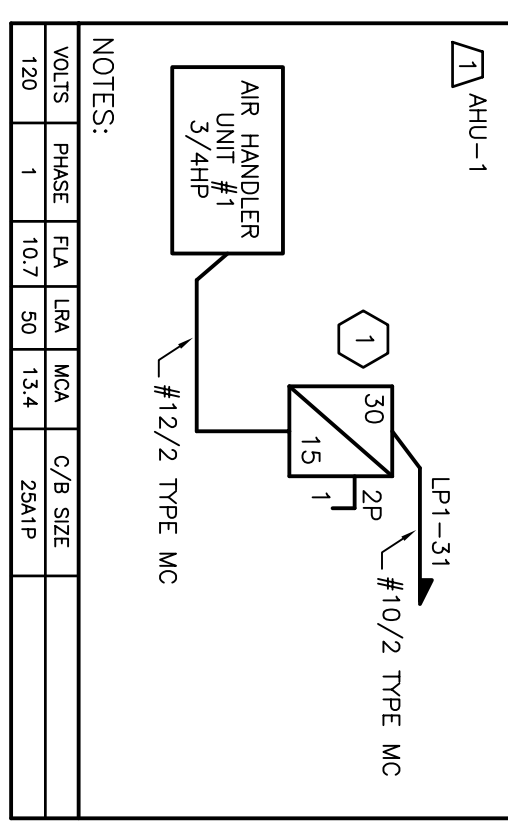 1 AHU-1
AIR HANDLER
UNIT #1
3/4HP
1
30
15
2P
1
LP1-31
#10/2 TYPE MC
#12/2 TYPE MC
NOTES:
VOLTS PHASE FLA LRA MCA C/B SIZE
120 1 10.7 50 13.4 25A1P